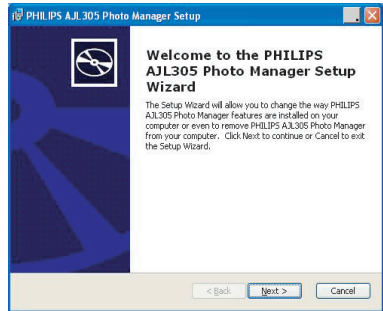 PHILIPS AJL305 Photo Manager Setup
Welcome to the PHILIPS
AJL305 Photo Manager Setup
Wizard
The Setup Wizard will allow you to change the way PHILIPS
AJL305 Photo Manager features are installed on your
computer or even to remove PHILIPS AJL305 Photo Manager
from your computer. Click Next to continue or Cancel to exit
the Setup Wizard.
< Back Next > Cancel